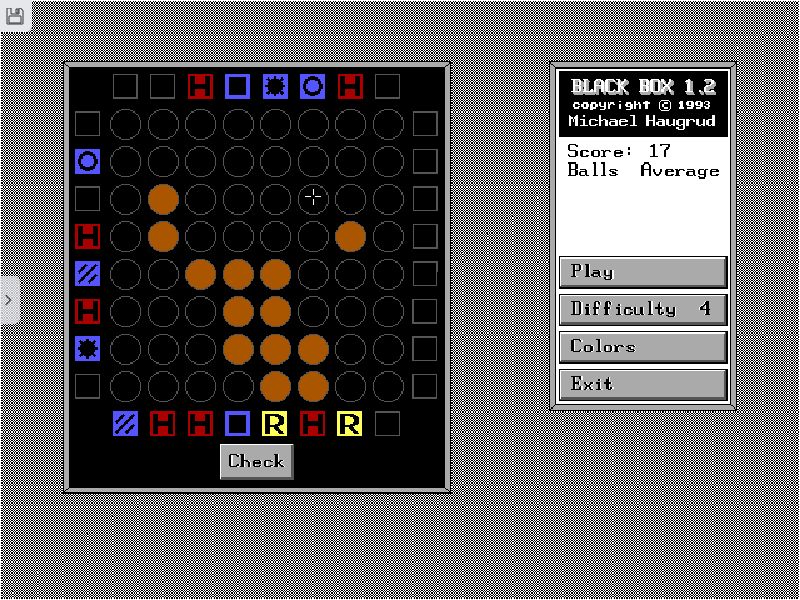 H H
BLACK BOX 1.2
copyright © 1993
Michael Haugrud
Score: 17
Balls Average
H
H
Play
Difficulty 4
Colors
Exit
H H R H R
Check